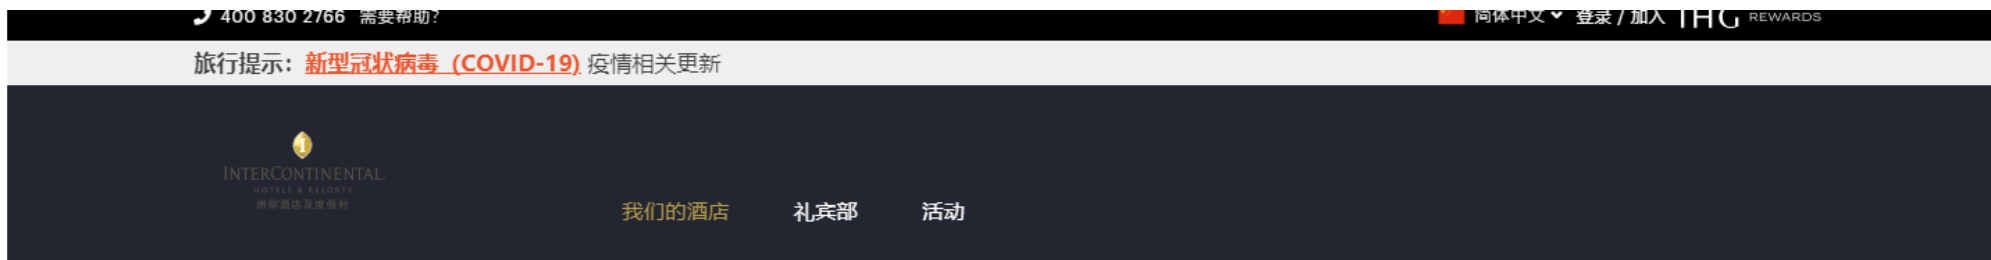 400 830 2766 需要帮助？
简体中文 登录 / 加入 IHG REWARDS
旅行提示：新型冠状病毒 (COVID-19) 疫情相关更新
INTERCONTINENTAL.
HOTELS & RESORTS
洲际酒店及度假村
我们的酒店 礼宾部 活动